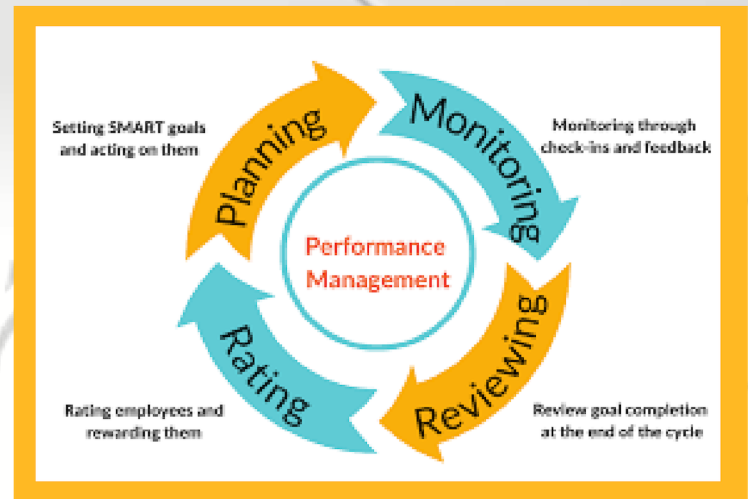 Setting SMART goals
and acting on them
Planning
Monitoring
Monitoring through
check-ins and feedback
Performance
Management
Rating
Reviewing
Rating employees and
rewarding them
Review goal completion
at the end of the cycle